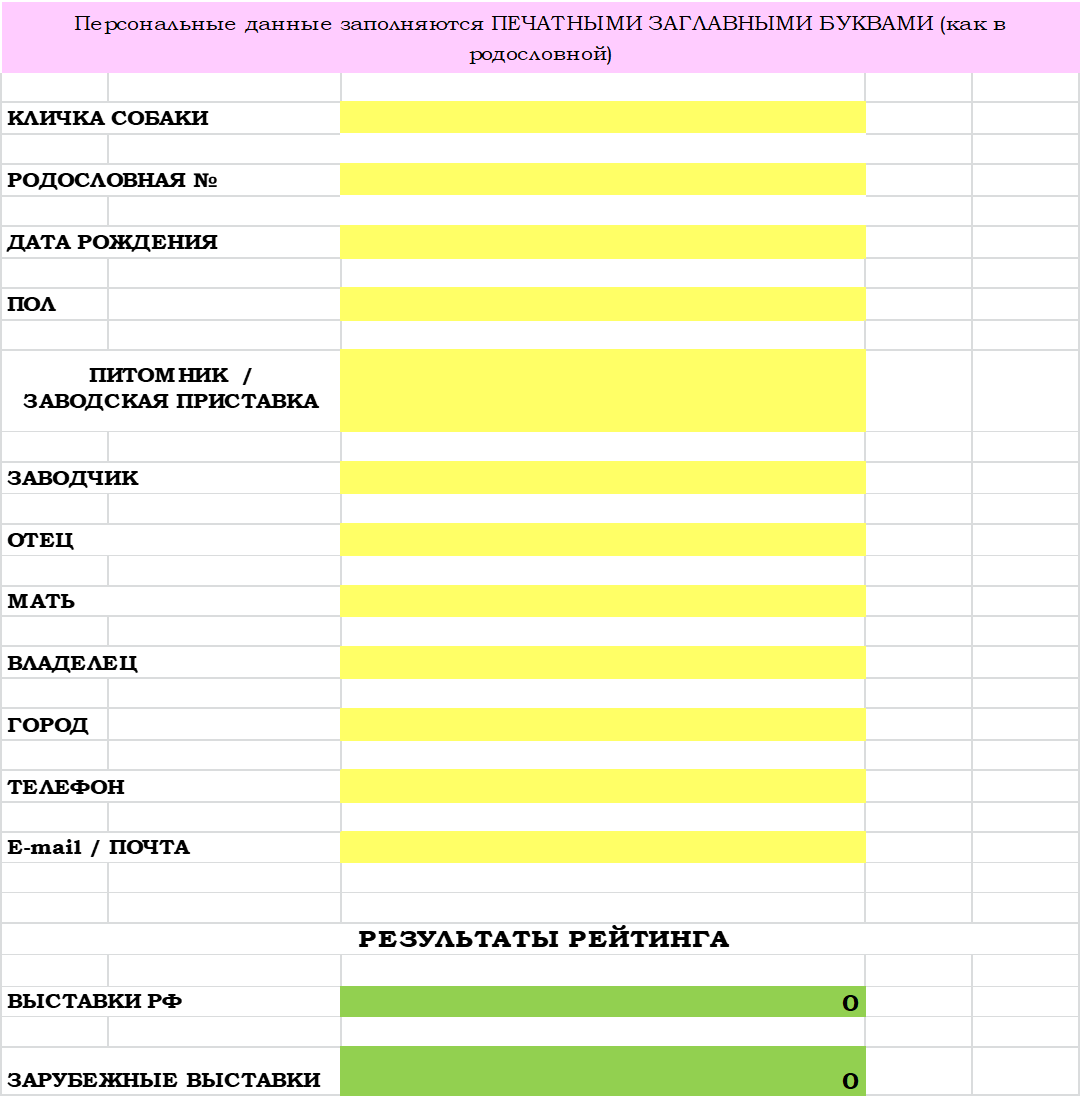 Персональные данные заполняются ПЕЧАТНЫМИ ЗАГЛАВНЫМИ БУКВАМИ (как в
родословной)
КЛИЧКА СОБАКИ
РОДОСЛОВНАЯ №
ДАТА РОЖДЕНИЯ
ПОЛ
ПИТОМНИК /
ЗАВОДСКАЯ ПРИСТАВКА
ЗАВОДЧИК
ОТЕЦ
МАТЬ
ВЛАДЕЛЕЦ
ГОРОД
ТЕЛЕФОН
E-mail / ПОЧТА
РЕЗУЛЬТАТЫ РЕЙТИНГА
ВЫСТАВКИ РФ 0
ЗАРУБЕЖНЫЕ ВЫСТАВКИ 0